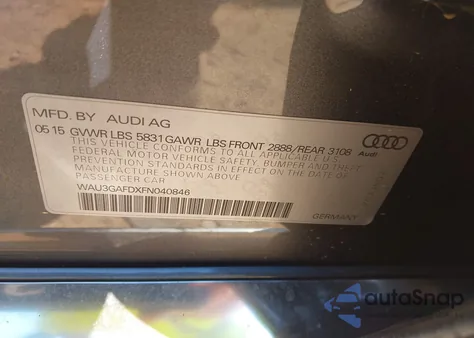 MFD. BY AUDI AG
05 15 GVWR LBS 5831 GAWR LBS FRONT 2888/REAR 3108
THIS VEHICLE CONFORMS TO ALL APPLICABLE U.S.
FEDERAL MOTOR VEHICLE SAFETY, BUMPER, AND THEFT
PREVENTION STANDARDS IN EFFECT ON THE DATE OF
MANUFACTURE SHOWN ABOVE
PASSENGER CAR
WAU3GAFDXFN040846
Audi
GERMANY
autoSnap